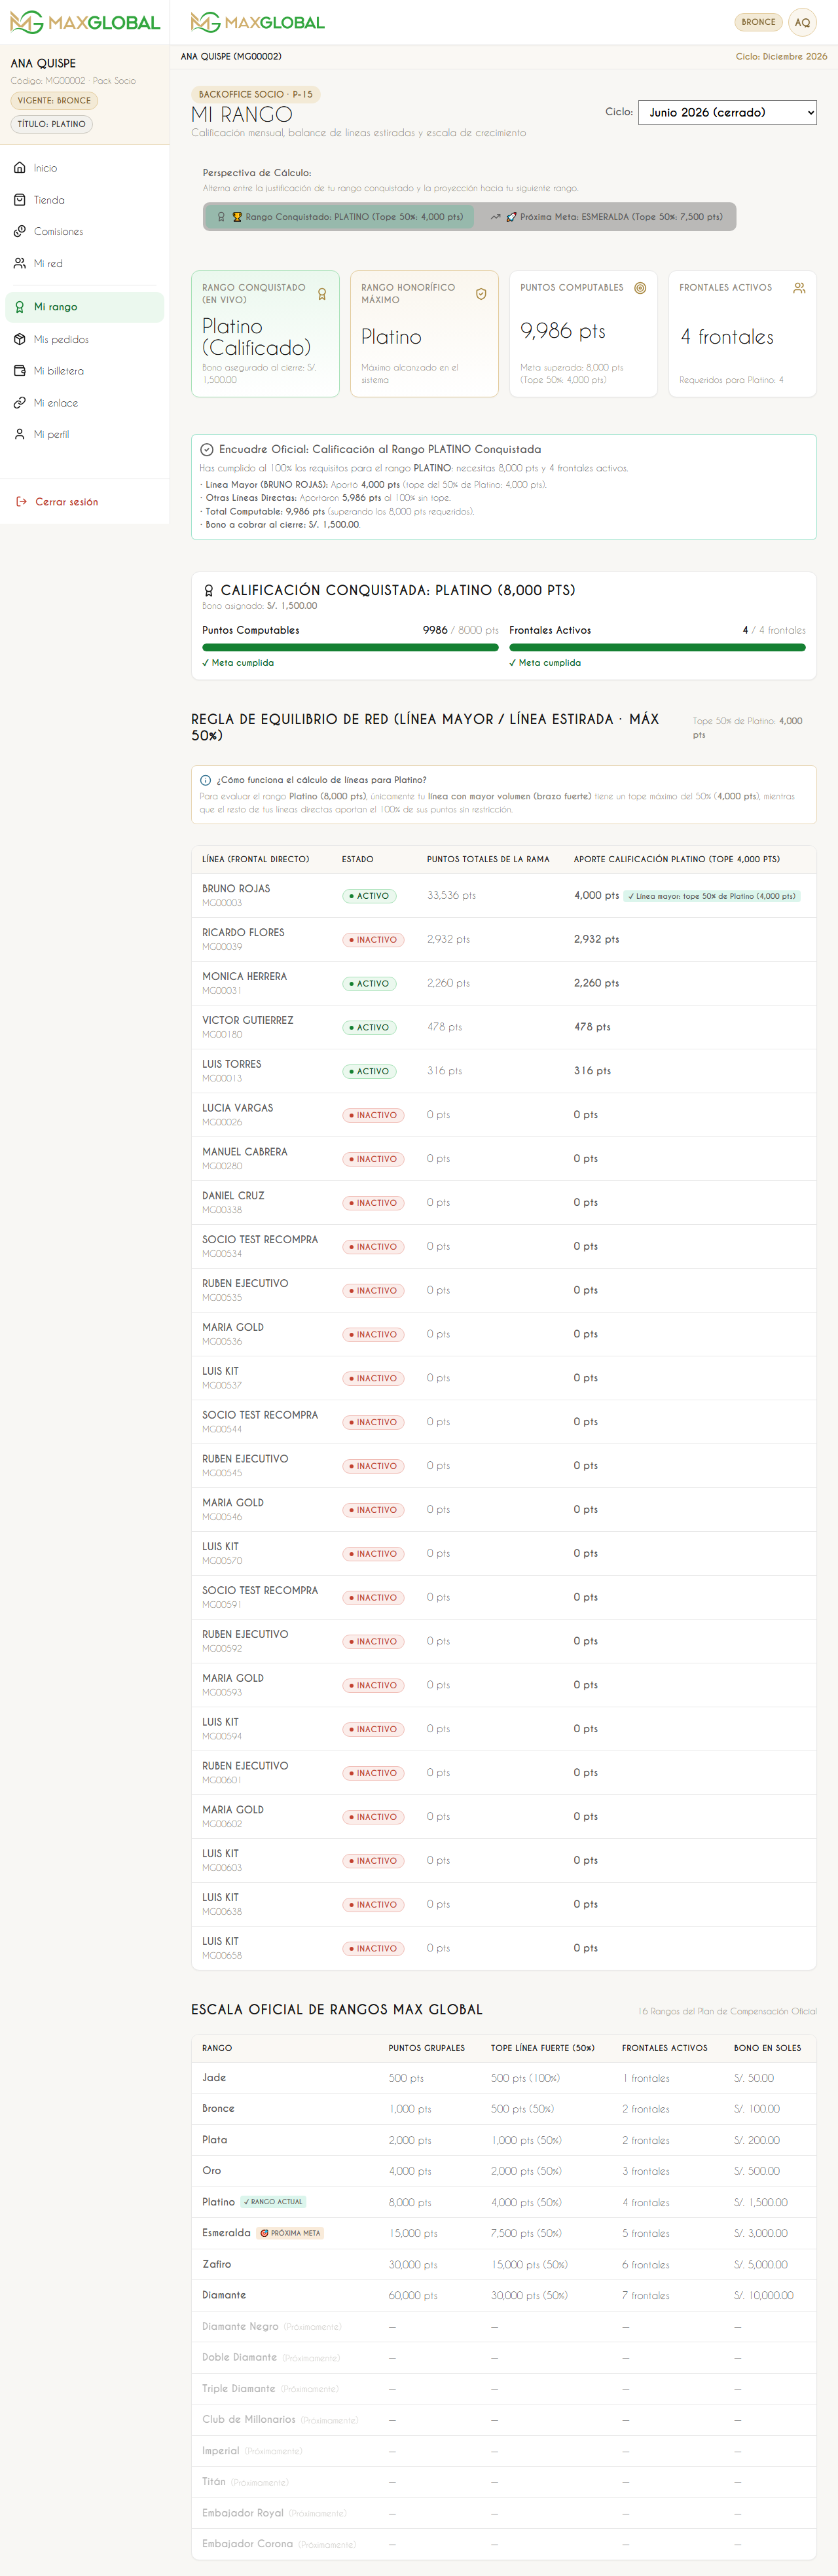 MAXGLOBAL
MAXGLOBAL
BRONCE
AQ
ANA QUISPE
Código: MG00002 · Pack Socio
VIGENTE: BRONCE
TÍTULO: PLATINO
ANA QUISPE (MG00002)
Ciclo: Diciembre 2026
Inicio
Tienda
Comisiones
Mi red
Mi rango
Mis pedidos
Mi billetera
Mi enlace
Mi perfil
Cerrar sesión
BACKOFFICE SOCIO · P-15
MI RANGO
Calificación mensual, balance de líneas estiradas y escala de crecimiento
Ciclo:
Junio 2026 (cerrado)
Perspectiva de Cálculo:
Alterna entre la justificación de tu rango conquistado y la proyección hacia tu siguiente rango.
Rango Conquistado: PLATINO (Tope 50%: 4,000 pts)
Próxima Meta: ESMERALDA (Tope 50%: 7,500 pts)
RANGO CONQUISTADO
(EN VIVO)
Platino
(Calificado)
Bono asegurado al cierre: S/.
1,500.00
RANGO HONORÍFICO
MÁXIMO
Platino
Máximo alcanzado en el
sistema
PUNTOS COMPUTABLES
9,986 pts
Meta superada: 8,000 pts
(Tope 50%: 4,000 pts)
FRONTALES ACTIVOS
4 frontales
Requeridos para Platino: 4
Encuadre Oficial: Calificación al Rango PLATINO Conquistada
Has cumplido al 100% los requisitos para el rango PLATINO: necesitas 8,000 pts y 4 frontales activos.
· Línea Mayor (BRUNO ROJAS): Aportó 4,000 pts (tope del 50% de Platino: 4,000 pts).
· Otras Líneas Directas: Aportaron 5,986 pts al 100% sin tope.
· Total Computable: 9,986 pts (superando los 8,000 pts requeridos).
· Bono a cobrar al cierre: S/. 1,500.00.
CALIFICACIÓN CONQUISTADA: PLATINO (8,000 PTS)
Bono asignado: S/. 1,500.00
Puntos Computables 9986 / 8000 pts
✓ Meta cumplida
Frontales Activos 4 / 4 frontales
✓ Meta cumplida
REGLA DE EQUILIBRIO DE RED (LÍNEA MAYOR / LÍNEA ESTIRADA · MÁX
50%)
Tope 50% de Platino: 4,000
pts
¿Cómo funciona el cálculo de líneas para Platino?
Para evaluar el rango Platino (8,000 pts), únicamente tu línea con mayor volumen (brazo fuerte) tiene un tope máximo del 50% (4,000 pts), mientras
que el resto de tus líneas directas aportan el 100% de sus puntos sin restricción.
LÍNEA (FRONTAL DIRECTO) ESTADO PUNTOS TOTALES DE LA RAMA APORTE CALIFICACIÓN PLATINO (TOPE 4,000 PTS)
BRUNO ROJAS
MG00003
ACTIVO 33,536 pts 4,000 pts ✓ Línea mayor: tope 50% de Platino (4,000 pts)
RICARDO FLORES
MG00039
INACTIVO 2,932 pts 2,932 pts
MONICA HERRERA
MG00031
ACTIVO 2,260 pts 2,260 pts
VICTOR GUTIERREZ
MG00180
ACTIVO 478 pts 478 pts
LUIS TORRES
MG00013
ACTIVO 316 pts 316 pts
LUCIA VARGAS
MG00026
INACTIVO 0 pts 0 pts
MANUEL CABRERA
MG00280
INACTIVO 0 pts 0 pts
DANIEL CRUZ
MG00338
INACTIVO 0 pts 0 pts
SOCIO TEST RECOMPRA
MG00534
INACTIVO 0 pts 0 pts
RUBEN EJECUTIVO
MG00535
INACTIVO 0 pts 0 pts
MARIA GOLD
MG00536
INACTIVO 0 pts 0 pts
LUIS KIT
MG00537
INACTIVO 0 pts 0 pts
SOCIO TEST RECOMPRA
MG00544
INACTIVO 0 pts 0 pts
RUBEN EJECUTIVO
MG00545
INACTIVO 0 pts 0 pts
MARIA GOLD
MG00546
INACTIVO 0 pts 0 pts
LUIS KIT
MG00570
INACTIVO 0 pts 0 pts
SOCIO TEST RECOMPRA
MG00591
INACTIVO 0 pts 0 pts
RUBEN EJECUTIVO
MG00592
INACTIVO 0 pts 0 pts
MARIA GOLD
MG00593
INACTIVO 0 pts 0 pts
LUIS KIT
MG00594
INACTIVO 0 pts 0 pts
RUBEN EJECUTIVO
MG00601
INACTIVO 0 pts 0 pts
MARIA GOLD
MG00602
INACTIVO 0 pts 0 pts
LUIS KIT
MG00603
INACTIVO 0 pts 0 pts
LUIS KIT
MG00638
INACTIVO 0 pts 0 pts
LUIS KIT
MG00658
INACTIVO 0 pts 0 pts
ESCALA OFICIAL DE RANGOS MAX GLOBAL
16 Rangos del Plan de Compensación Oficial
RANGO PUNTOS GRUPALES TOPE LÍNEA FUERTE (50%) FRONTALES ACTIVOS BONO EN SOLES
Jade 500 pts 500 pts (100%) 1 frontales S/. 50.00
Bronce 1,000 pts 500 pts (50%) 2 frontales S/. 100.00
Plata 2,000 pts 1,000 pts (50%) 2 frontales S/. 200.00
Oro 4,000 pts 2,000 pts (50%) 3 frontales S/. 500.00
Platino ✓ RANGO ACTUAL 8,000 pts 4,000 pts (50%) 4 frontales S/. 1,500.00
Esmeralda PRÓXIMA META 15,000 pts 7,500 pts (50%) 5 frontales S/. 3,000.00
Zafiro 30,000 pts 15,000 pts (50%) 6 frontales S/. 5,000.00
Diamante 60,000 pts 30,000 pts (50%) 7 frontales S/. 10,000.00
Diamante Negro (Próximamente) — — — —
Doble Diamante (Próximamente) — — — —
Triple Diamante (Próximamente) — — — —
Club de Millonarios (Próximamente) — — — —
Imperial (Próximamente) — — — —
Titán (Próximamente) — — — —
Embajador Royal (Próximamente) — — — —
Embajador Corona (Próximamente) — — — —